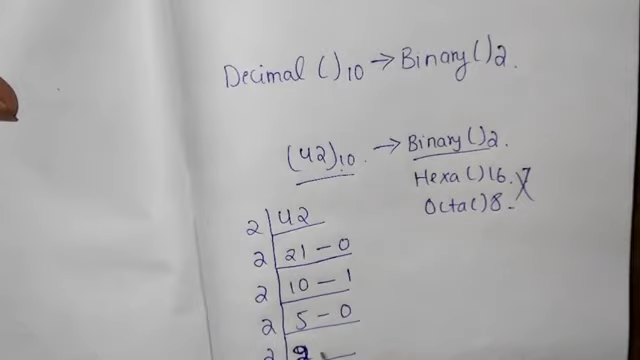 Decimal ()10 → Binary ()2.
(42)10. → Binary ()2.
Hexa ()16.
Octa ()8.
2 | 42
2 | 21 - 0
2 | 10 - 1
2 | 5 - 0
2 | 2